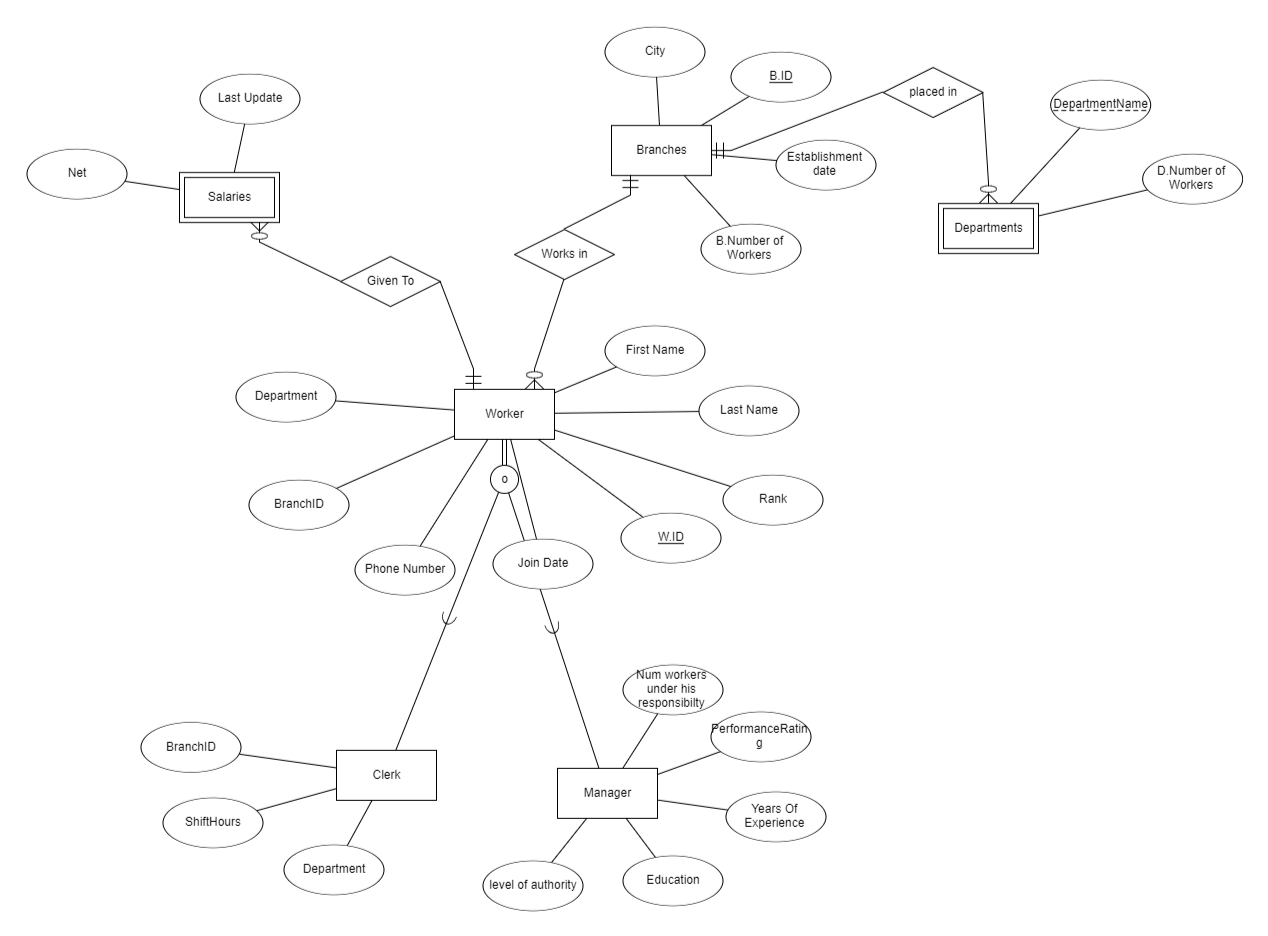 City
B.ID
placed in
Last Update
DepartmentName
Branches
Establishment
date
Net
D.Number of
Workers
Salaries
Departments
B.Number of
Workers
Works in
Given To
First Name
Department
Last Name
Worker
Rank
BranchID
o
W.ID
Phone Number
Join Date
Num workers
under his
responsibilty
PerformanceRatin
g
BranchID
Clerk
Manager
Years Of
Experience
ShiftHours
Department
Education
level of authority